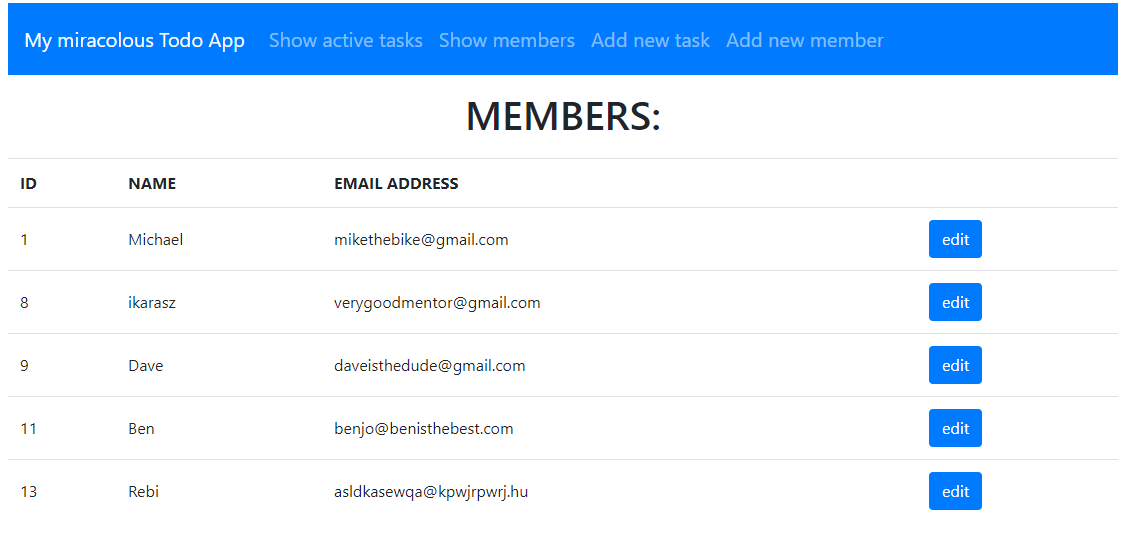 My miracolous Todo App Show active tasks Show members Add new task Add new member
MEMBERS:
ID NAME EMAIL ADDRESS
1 Michael mikethebike@gmail.com edit
8 ikarasz verygoodmentor@gmail.com edit
9 Dave daveisthedude@gmail.com edit
11 Ben benjo@benisthebest.com edit
13 Rebi asldkasewqa@kpwjrpwrj.hu edit